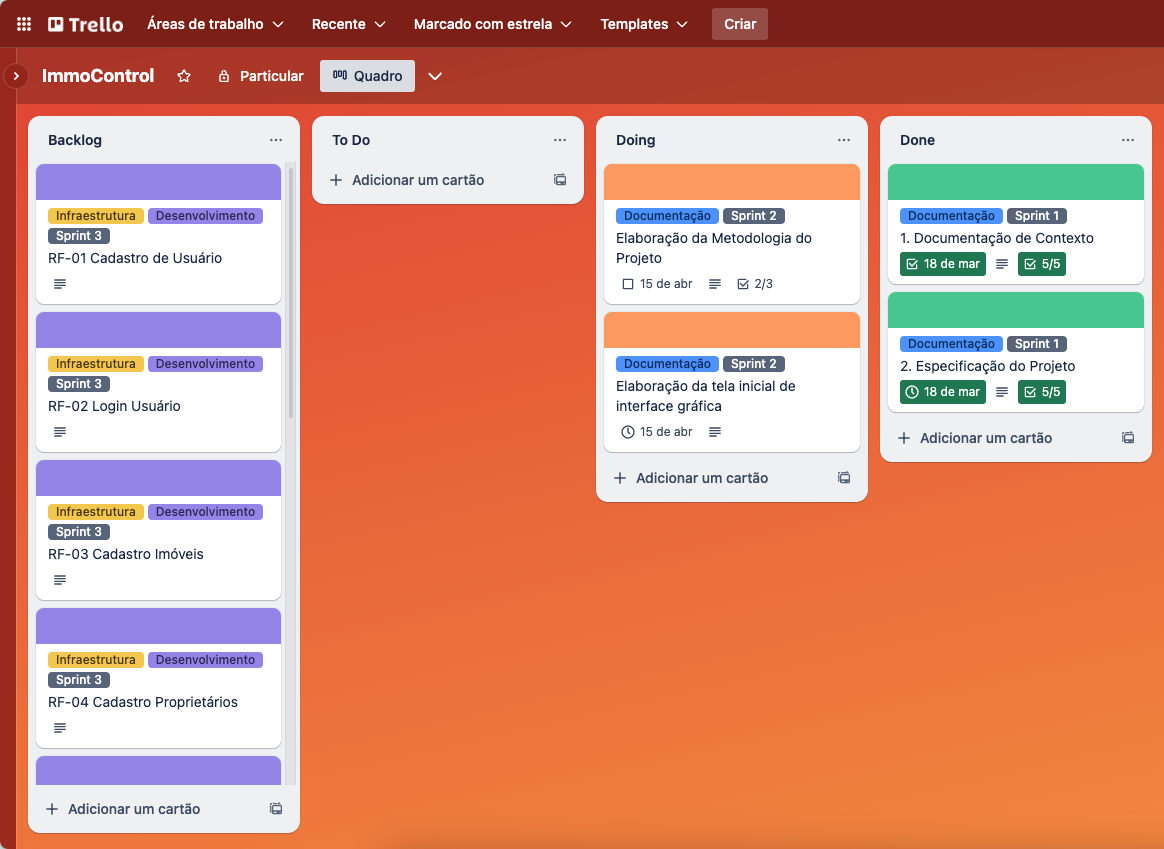 Trello
Áreas de trabalho
Recente
Marcado com estrela
Templates
Criar
ImmoControl
Particular
Quadro
Backlog
Infraestrutura Desenvolvimento
Sprint 3
RF-01 Cadastro de Usuário
Infraestrutura Desenvolvimento
Sprint 3
RF-02 Login Usuário
Infraestrutura Desenvolvimento
Sprint 3
RF-03 Cadastro Imóveis
Infraestrutura Desenvolvimento
Sprint 3
RF-04 Cadastro Proprietários
+ Adicionar um cartão
To Do
+ Adicionar um cartão
Doing
Documentação Sprint 2
Elaboração da Metodologia do
Projeto
15 de abr 2/3
Documentação Sprint 2
Elaboração da tela inicial de
interface gráfica
15 de abr
+ Adicionar um cartão
Done
Documentação Sprint 1
1. Documentação de Contexto
18 de mar 5/5
Documentação Sprint 1
2. Especificação do Projeto
18 de mar 5/5
+ Adicionar um cartão